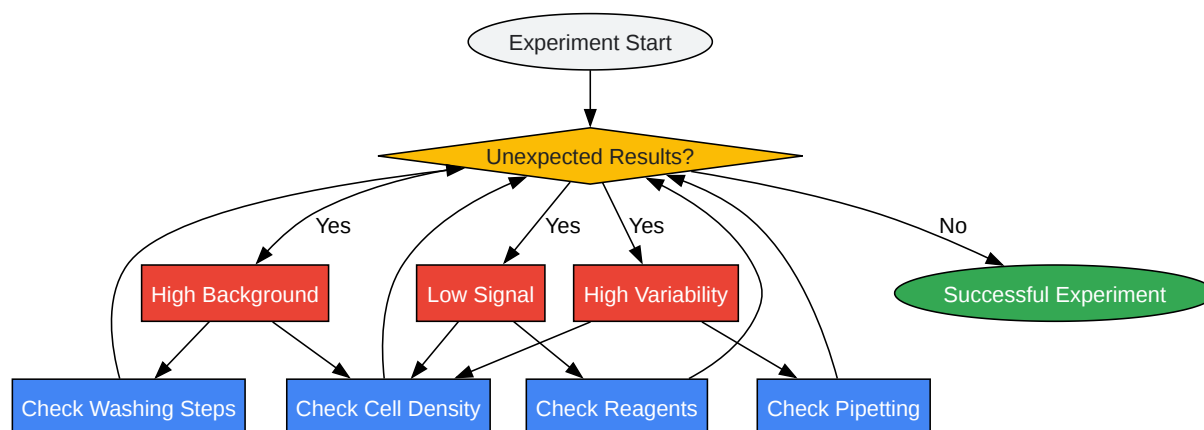 Experiment Start
Unexpected Results?
Yes
Yes
Yes
No
High Background
Low Signal
High Variability
Successful Experiment
Check Washing Steps
Check Cell Density
Check Reagents
Check Pipetting